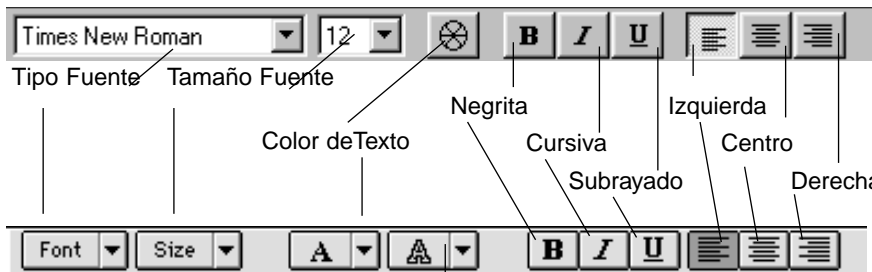 Times New Roman 12 B I U
Tipo Fuente Tamaño Fuente
Negrita Izquierda
Color deTexto Cursiva Centro
Subrayado Derecha
Font Size A A B I U